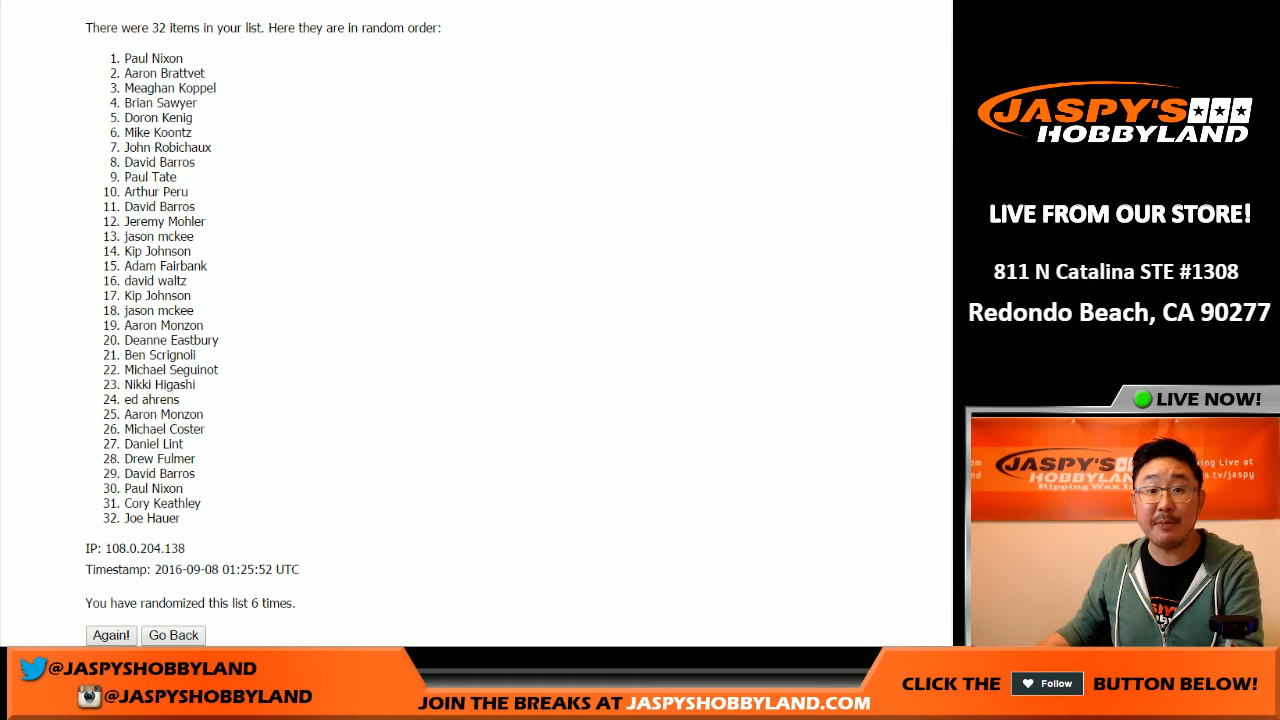 There were 32 items in your list. Here they are in random order:
1. Paul Nixon
2. Aaron Brattvet
3. Meaghan Koppel
4. Brian Sawyer
5. Doron Kenig
6. Mike Koontz
7. John Robichaux
8. David Barros
9. Paul Tate
10. Arthur Peru
11. David Barros
12. Jeremy Mohler
13. jason mckee
14. Kip Johnson
15. Adam Fairbank
16. david waltz
17. Kip Johnson
18. jason mckee
19. Aaron Monzon
20. Deanne Eastbury
21. Ben Scrignoli
22. Michael Seguinot
23. Nikki Higashi
24. ed ahrens
25. Aaron Monzon
26. Michael Coster
27. Daniel Lint
28. Drew Fulmer
29. David Barros
30. Paul Nixon
31. Cory Keathley
32. Joe Hauer
IP: 108.0.204.138
Timestamp: 2016-09-08 01:25:52 UTC
You have randomized this list 6 times.
Again! Go Back
JASPY'S
HOBBYLAND
LIVE FROM OUR STORE!
811 N Catalina STE #1308
Redondo Beach, CA 90277
LIVE NOW!
JASPY'S
HOBBYLAND
Ripping Wax
ing Live at
s.tv/jaspy
@JASPYSHOBBYLAND
@JASPYSHOBBYLAND
JOIN THE BREAKS AT JASPYSHOBBYLAND.COM
CLICK THE Follow BUTTON BELOW!